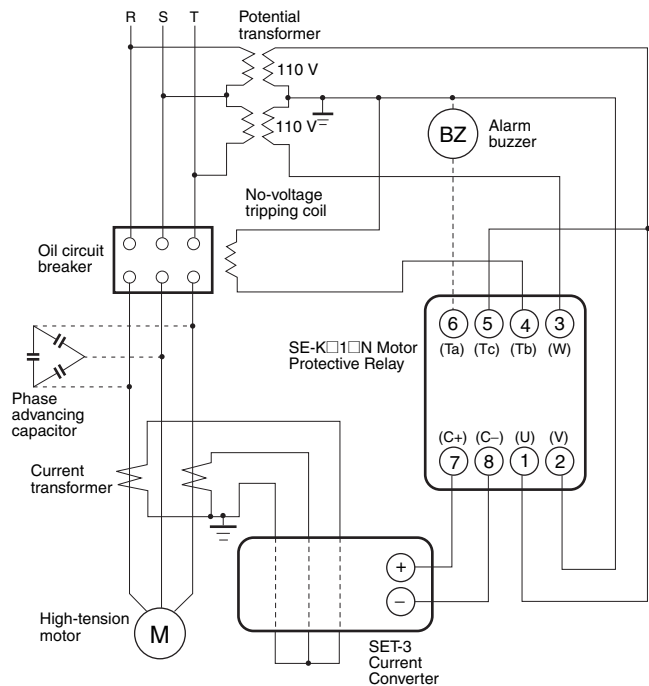 R S T
Potential
transformer
110 V
110 V
BZ
Alarm
buzzer
No-voltage
tripping coil
Oil circuit
breaker
6 5 4 3
(Ta) (Tc) (Tb) (W)
SE-K□1□N Motor
Protective Relay
Phase
advancing
capacitor
(C+) (C−) (U) (V)
7 8 1 2
Current
transformer
+
−
High-tension
motor
M
SET-3
Current
Converter